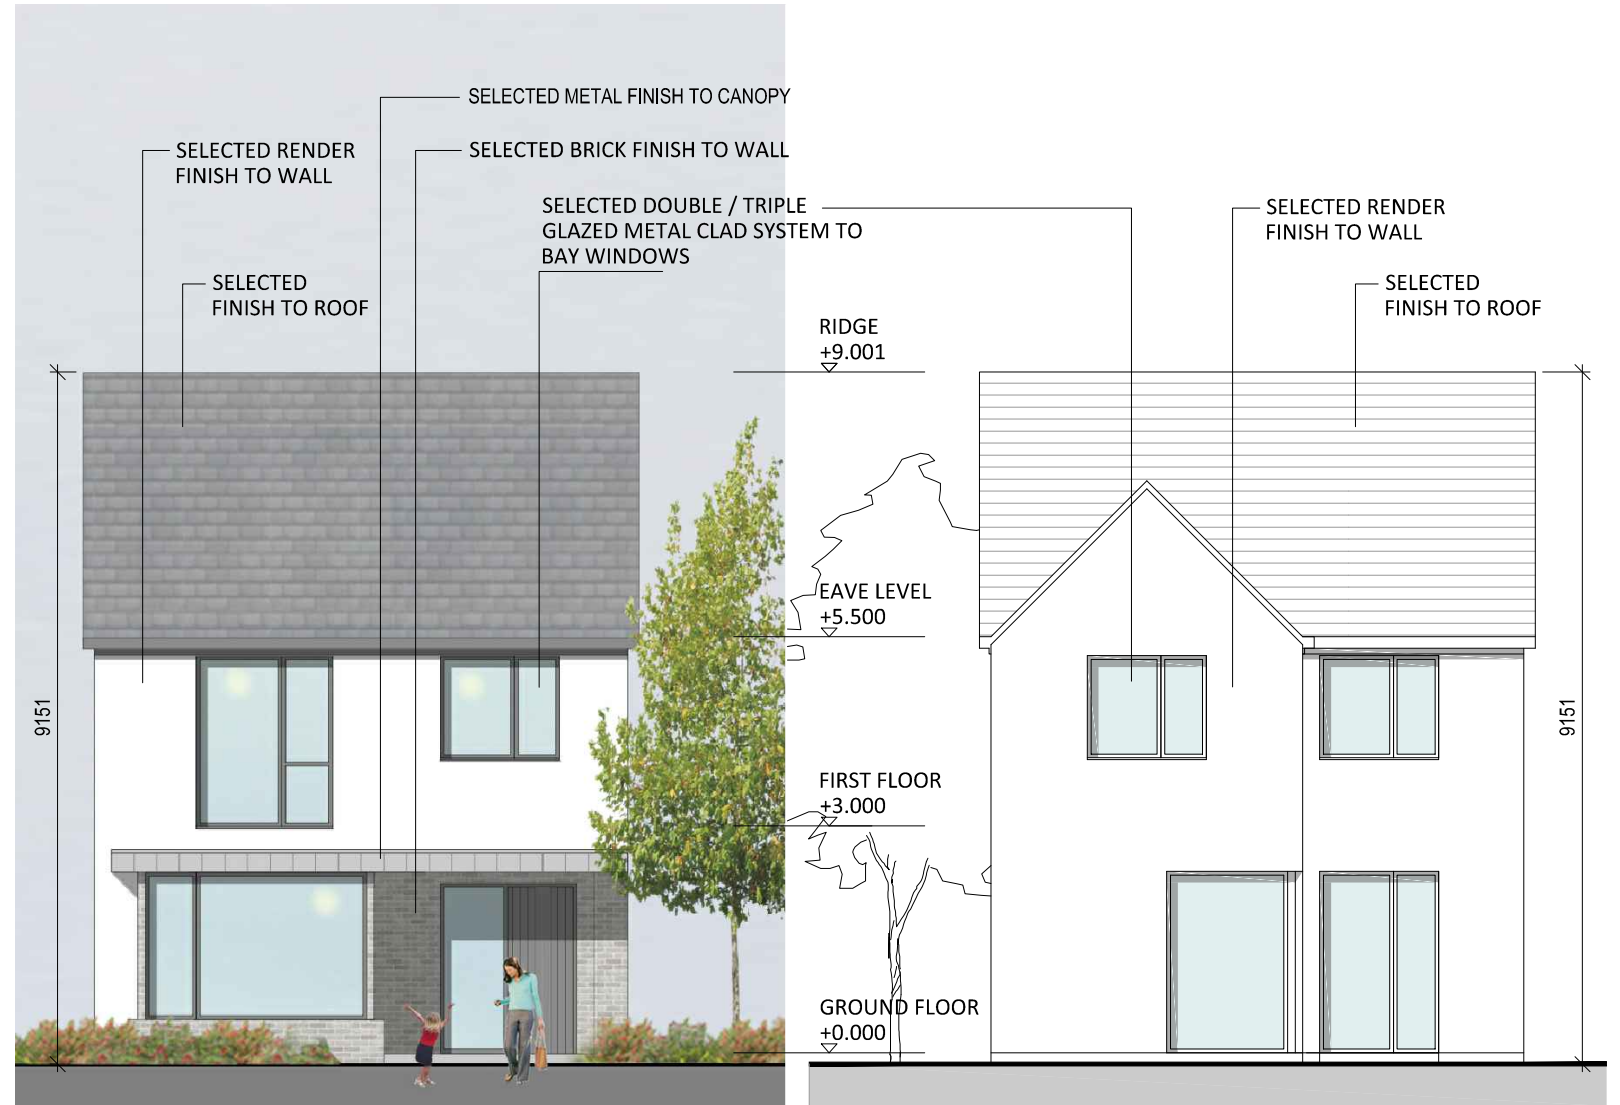 SELECTED METAL FINISH TO CANOPY
SELECTED RENDER
FINISH TO WALL
SELECTED BRICK FINISH TO WALL
SELECTED DOUBLE / TRIPLE
GLAZED METAL CLAD SYSTEM TO
BAY WINDOWS
SELECTED RENDER
FINISH TO WALL
SELECTED
FINISH TO ROOF
SELECTED
FINISH TO ROOF
RIDGE
+9.001
EAVE LEVEL
+5.500
9151
9151
FIRST FLOOR
+3.000
GROUND FLOOR
+0.000